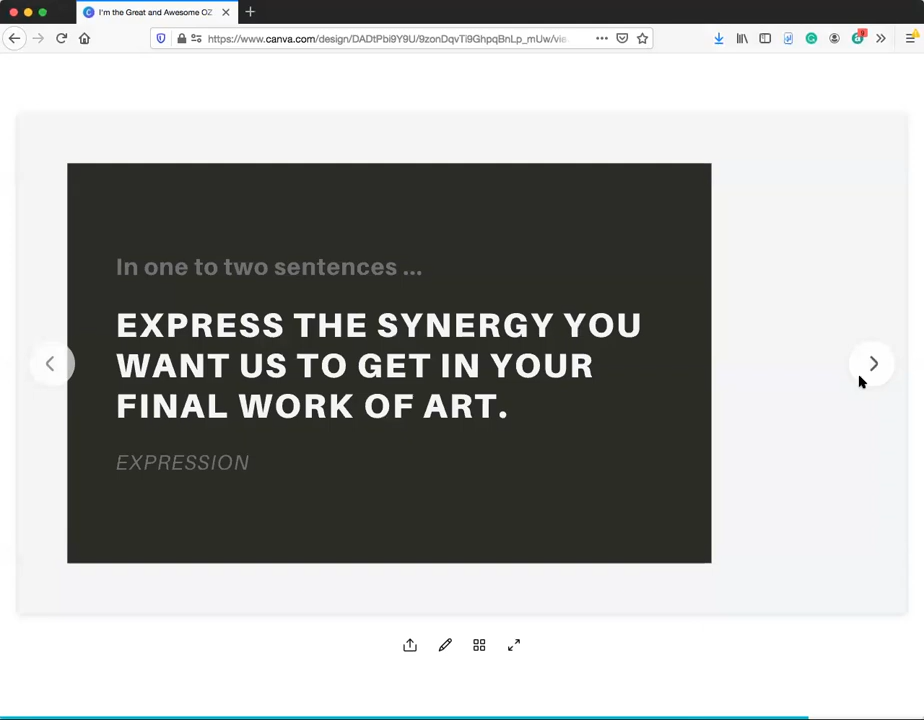 I'm the Great and Awesome OZ
https://www.canva.com/design/DADtPbi9Y9U/9zonDqvTi9GhpqBnLp_mUw/vie
In one to two sentences ...
EXPRESS THE SYNERGY YOU
WANT US TO GET IN YOUR
FINAL WORK OF ART.
EXPRESSION